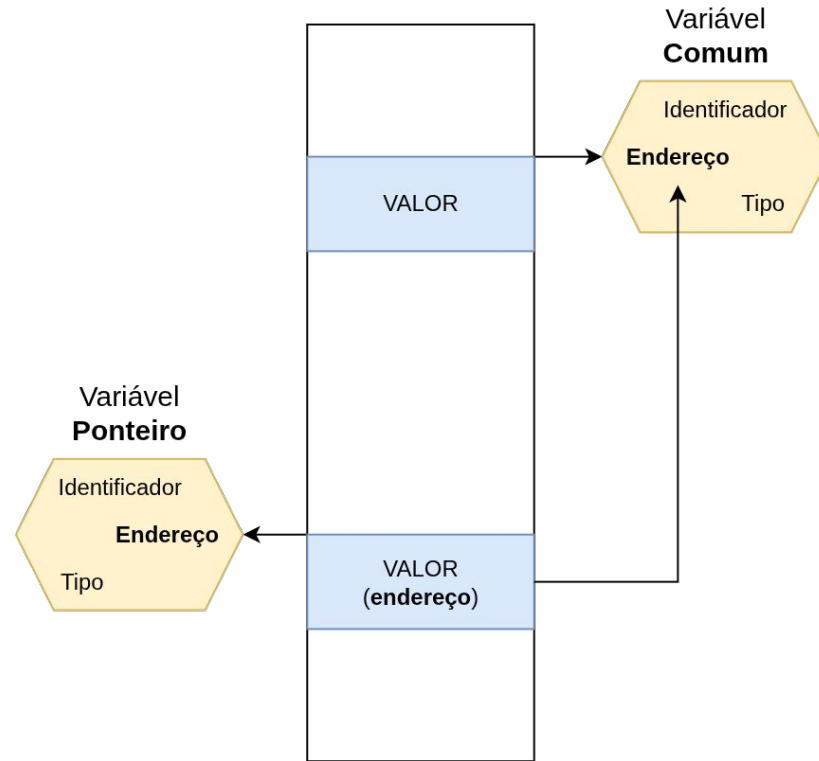 Variável
Comum
Identificador
Endereço
Tipo
VALOR
Variável
Ponteiro
Identificador
Endereço
Tipo
VALOR
(endereço)